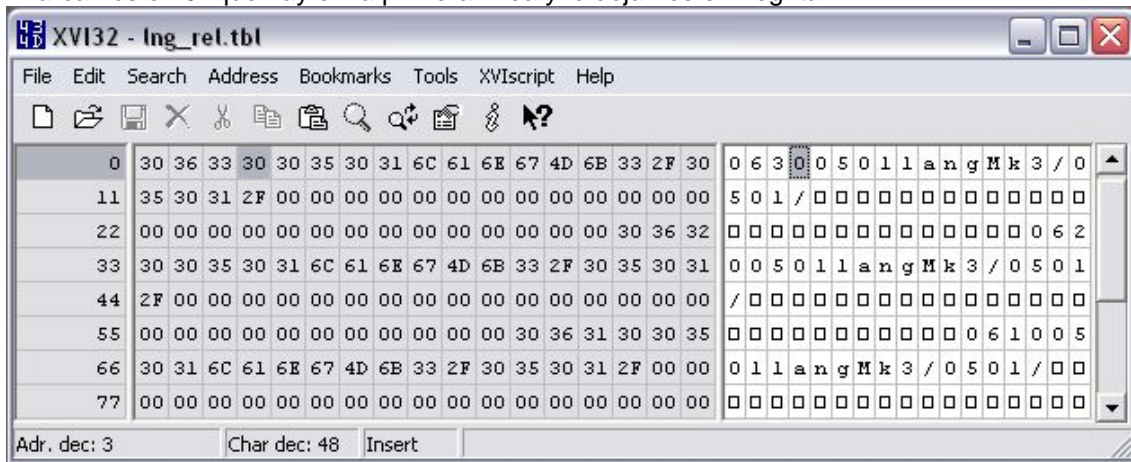 XVI32 - lng_rel.tbl
File Edit Search Address Bookmarks Tools XVIscript Help
0 30 36 33 30 30 35 30 31 6C 61 6E 67 4D 6B 33 2F 30 0 6 3 0 0 5 0 1 l a n g M k 3 / 0
11 35 30 31 2F 00 00 00 00 00 00 00 00 00 00 00 00 00 5 0 1 /
22 00 00 00 00 00 00 00 00 00 00 00 00 00 00 30 36 32 0 6 2
33 30 30 35 30 31 6C 61 6E 67 4D 6B 33 2F 30 35 30 31 0 0 5 0 1 l a n g M k 3 / 0 5 0 1
44 2F 00 00 00 00 00 00 00 00 00 00 00 00 00 00 00 00 /
55 00 00 00 00 00 00 00 00 00 00 00 30 36 31 30 30 35 0 6 1 0 0 5
66 30 31 6C 61 6E 67 4D 6B 33 2F 30 35 30 31 2F 00 00 0 1 l a n g M k 3 / 0 5 0 1 /
77 00 00 00 00 00 00 00 00 00 00 00 00 00 00 00 00 00
Adr. dec: 3 Char dec: 48 Insert